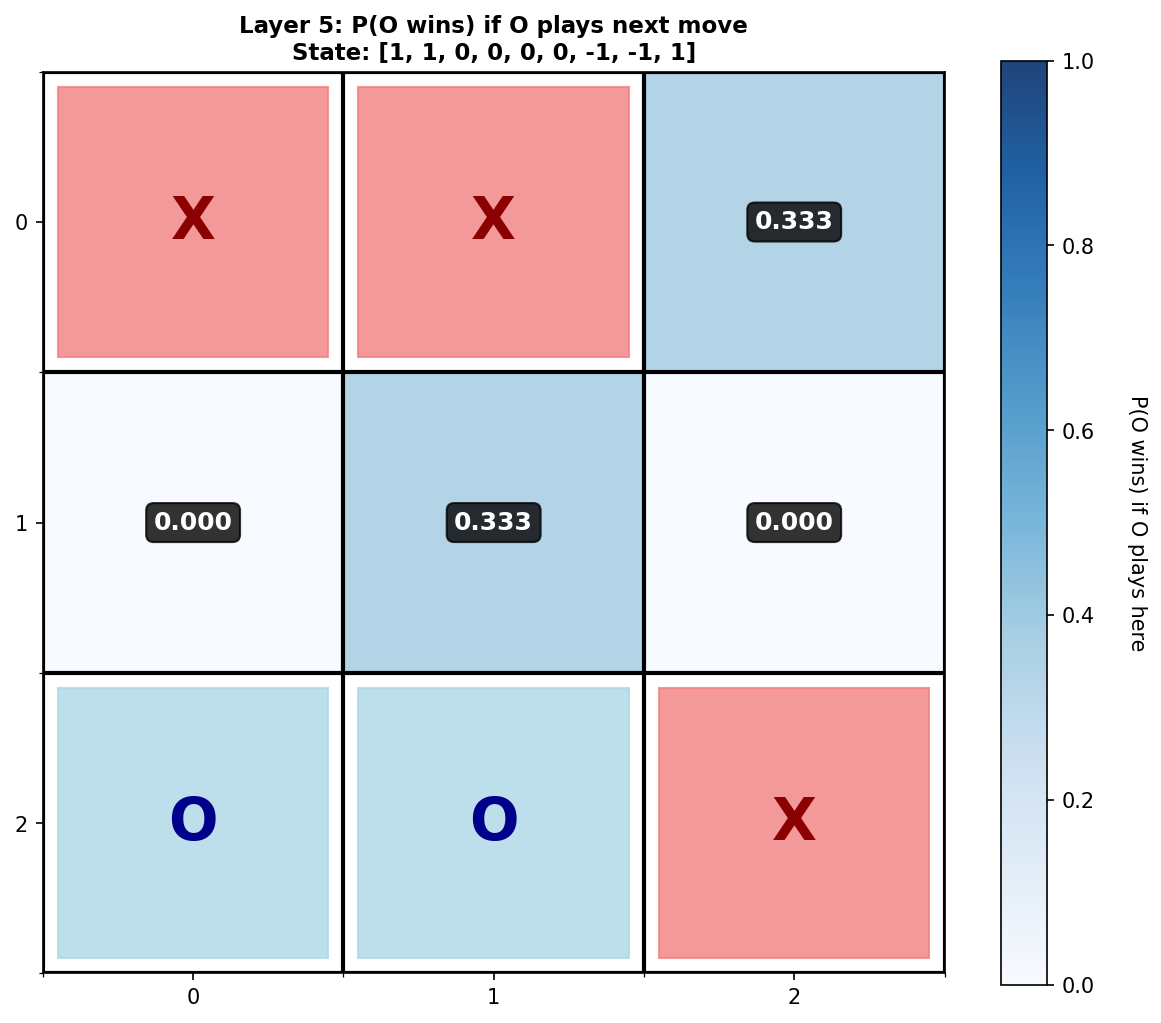 Layer 5: P(O wins) if O plays next move
State: [1, 1, 0, 0, 0, 0, -1, -1, 1]
1.0
0.8
0.6
0.4
0.2
0.0
P(O wins) if O plays here
0
X
X
0.333
1
0.000
0.333
0.000
2
O
O
X
0
1
2